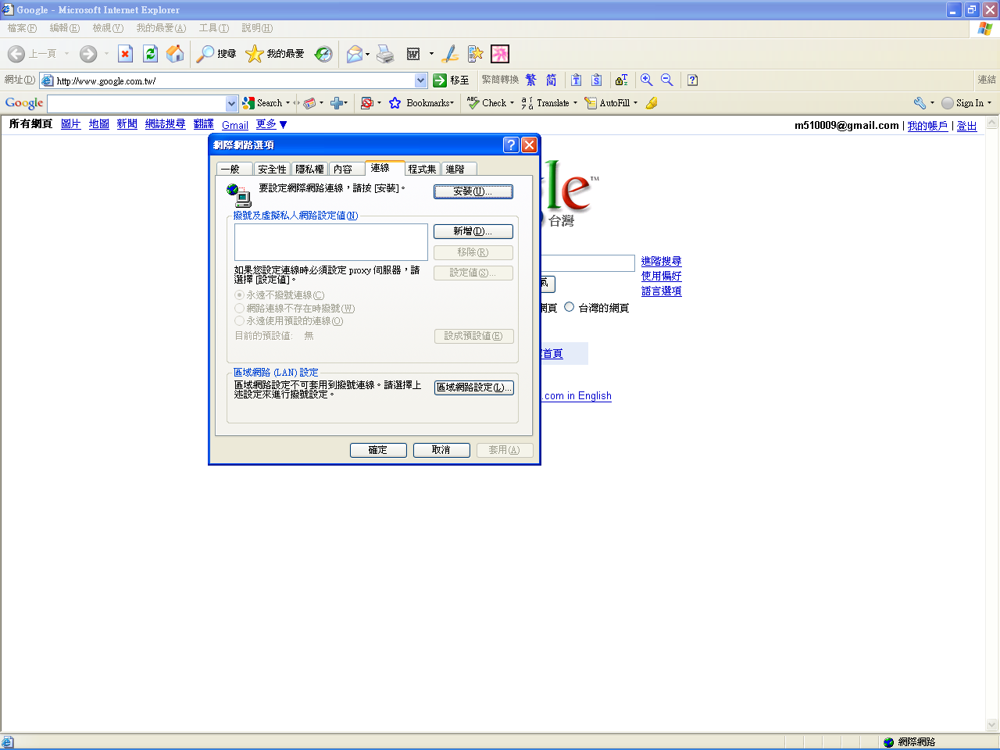 Google - Microsoft Internet Explorer
檔案(F) 編輯(E) 檢視(V) 我的最愛(A) 工具(T) 說明(H)
上一頁 搜尋 我的最愛
網址(D) http://www.google.com.tw/ 移至 繁簡轉換 繁 简 連結
Google Search Bookmarks Check Translate AutoFill Sign In
所有網頁 圖片 地圖 新聞 網誌搜尋 翻譯 Gmail 更多 ▼ m510009@gmail.com | 我的帳戶 | 登出
網際網路選項
一般 安全性 隱私權 內容 連線 程式集 進階
要設定網際網路連線，請按 [安裝]。
安裝(U)...
撥號及虛擬私人網路設定值(N)
新增(D)...
移除(R)
設定值(S)...
如果您設定連線時必須設定 proxy 伺服器，請
選擇 [設定值]。
永遠不撥號連線(C)
網路連線不存在時撥號(W)
永遠使用預設的連線(O)
目前的預設值: 無
設成預設值(E)
區域網路 (LAN) 設定
區域網路設定不可套用到撥號連線。請選擇上
述設定來進行撥號設定。
區域網路設定(L)...
確定 取消 套用(A)
gle™
台灣
進階搜尋
使用偏好
語言選項
網頁 台灣的網頁
首頁
.com in English
網際網路